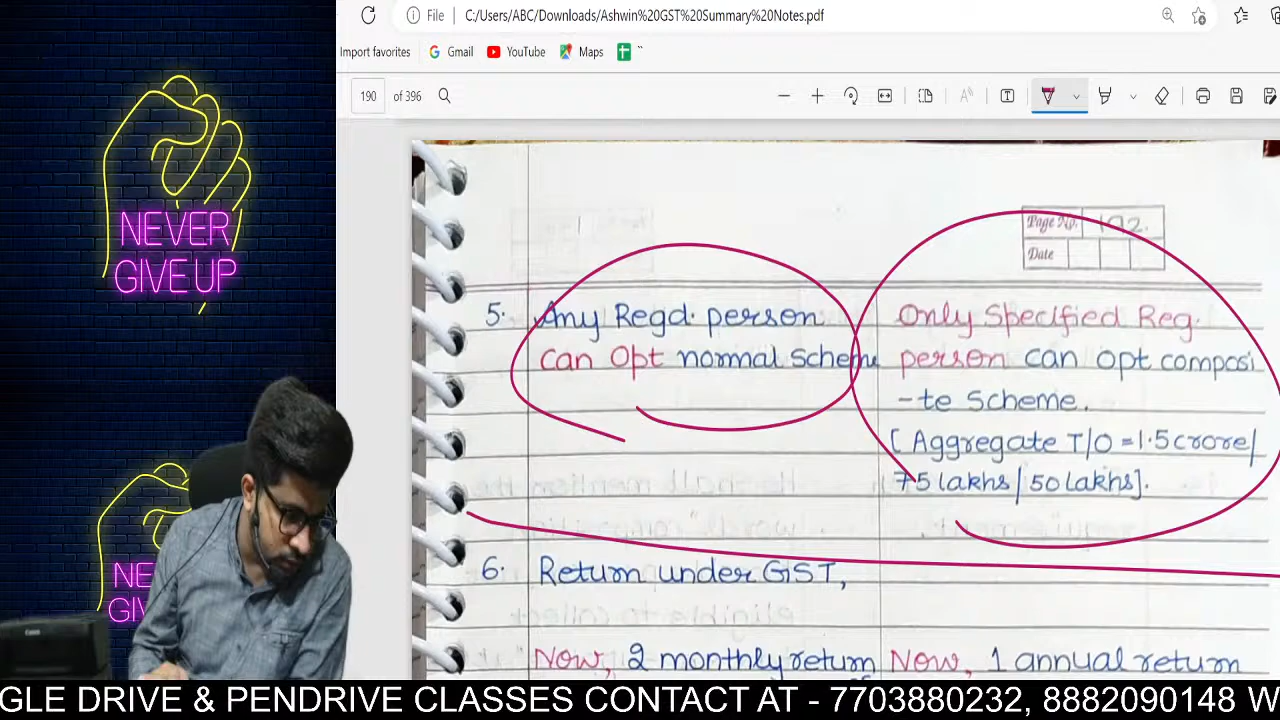 File
C:/Users/ABC/Downloads/Ashwin%20GST%20Summary%20Notes.pdf
Import favorites
Gmail
YouTube
Maps
190 of 396
NEVER
GIVE UP
NE
GIV
Page No. 192.
Date
5. Any Regd. person
can Opt normal Scheme
Only Specified Reg.
person can opt composi
-te Scheme.
[Aggregate T/O = 1.5 crore/
75 lakhs/50 lakhs].
6. Return under GST,
Now, 2 monthly return
Now, 1 annual return
GLE DRIVE & PENDRIVE CLASSES CONTACT AT - 7703880232, 8882090148 W